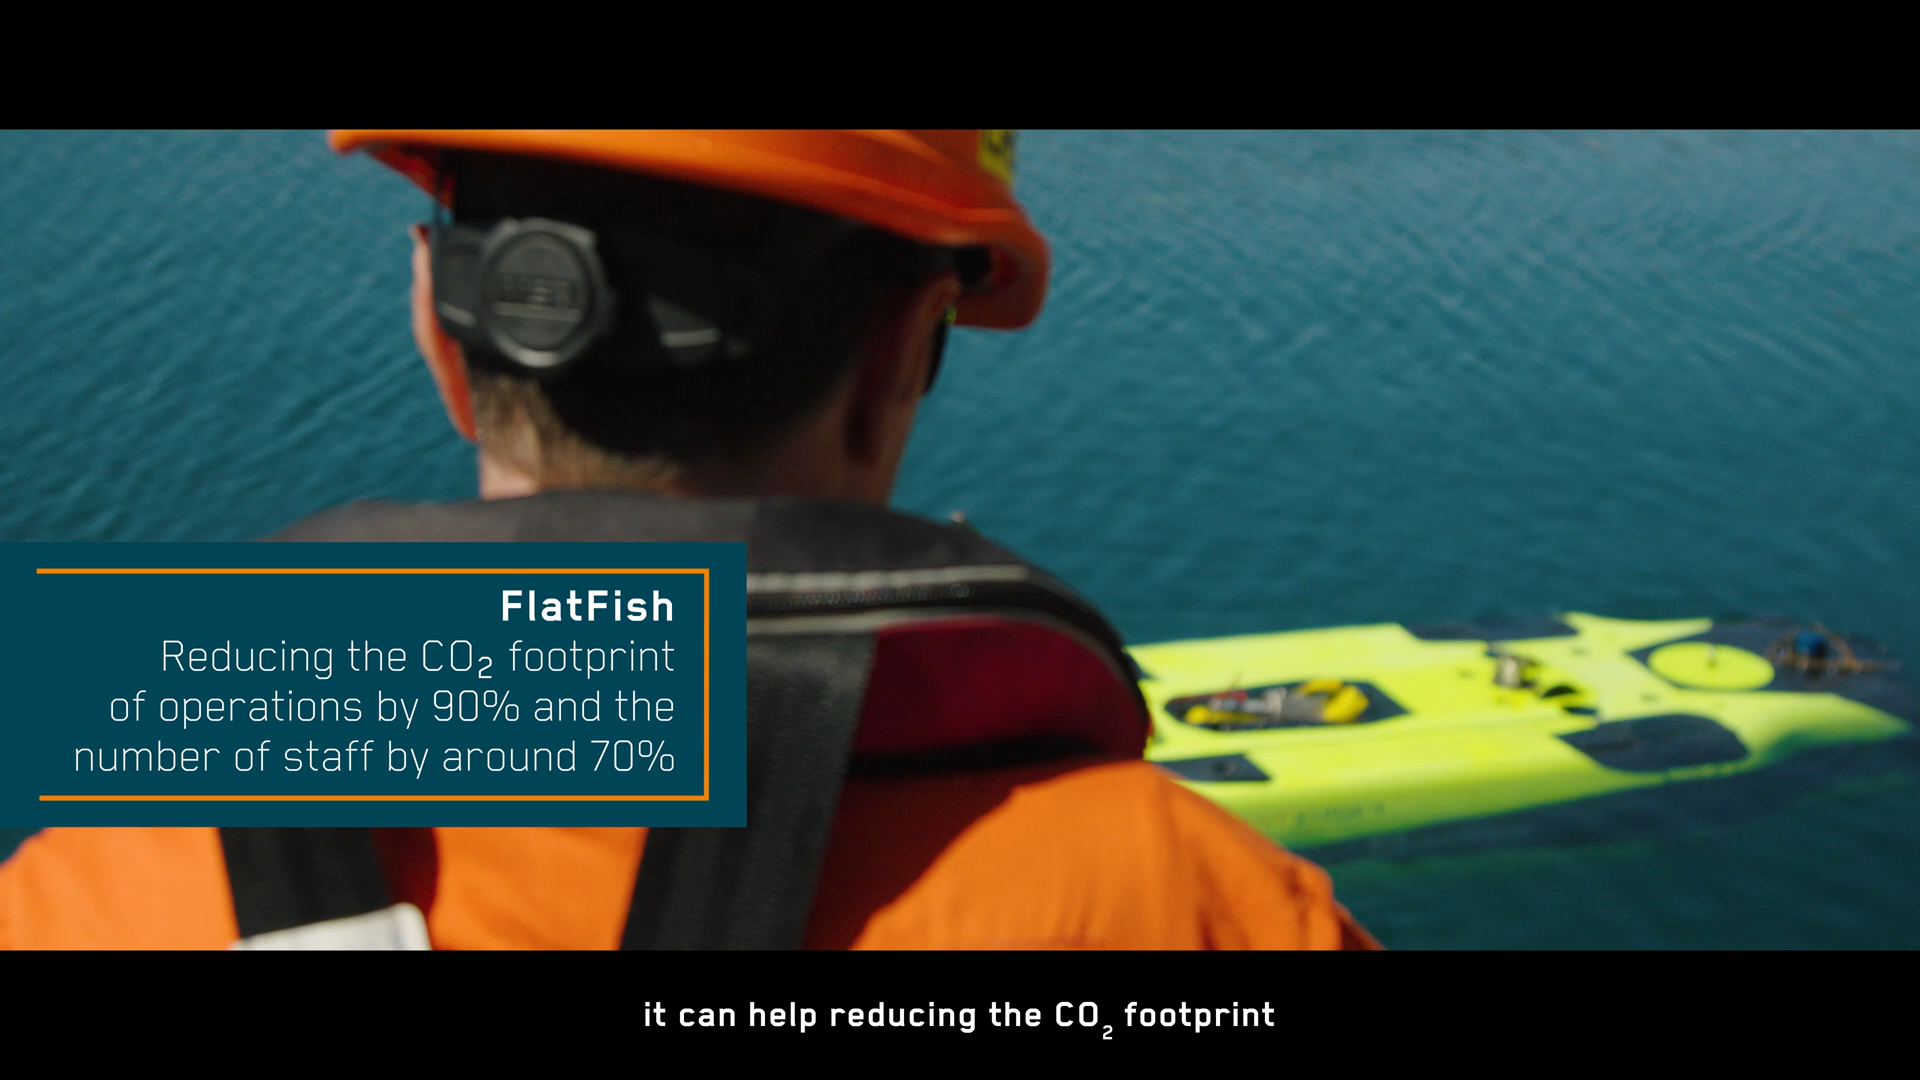 FlatFish
Reducing the CO₂ footprint
of operations by 90% and the
number of staff by around 70%
it can help reducing the CO₂ footprint